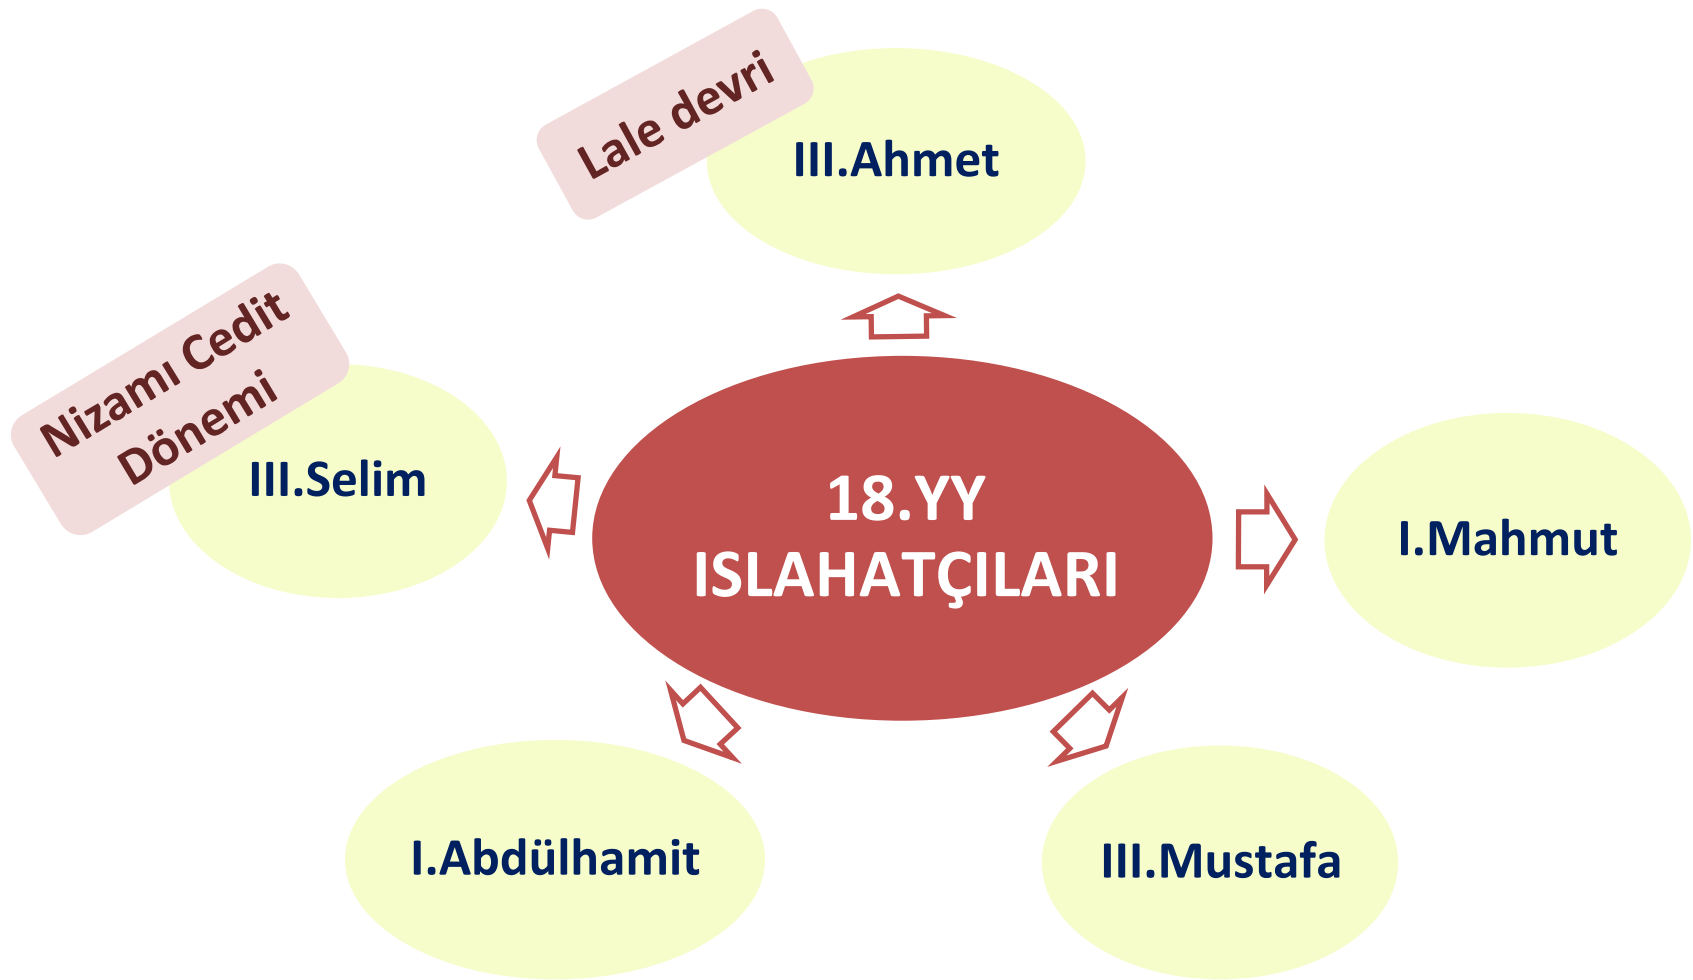 Lale devri
III.Ahmet
Nizamı Cedit
Dönemi
III.Selim
18.YY
ISLAHATÇILARI
I.Mahmut
I.Abdülhamit
III.Mustafa